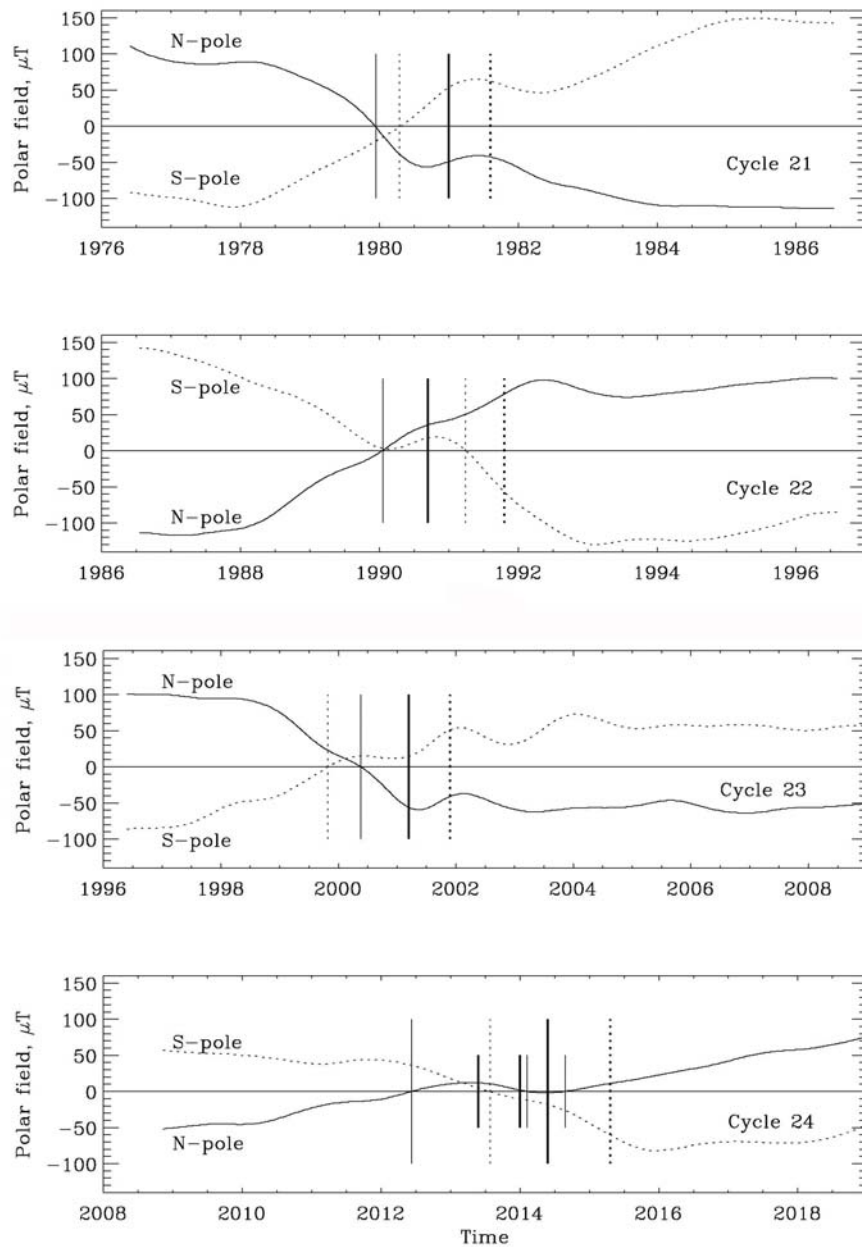 150
N-pole
100
50
0
-50
S-pole
Cycle 21
-100
Polar field, μT
1976 1978 1980 1982 1984 1986
150
100
S-pole
50
0
-50
Cycle 22
N-pole
-100
Polar field, μT
1986 1988 1990 1992 1994 1996
150
N-pole
100
50
0
Cycle 23
-50
-100
S-pole
Polar field, μT
1996 1998 2000 2002 2004 2006 2008
150
100
S-pole
50
0
Cycle 24
-50
N-pole
-100
Polar field, μT
2008 2010 2012 2014 2016 2018
Time